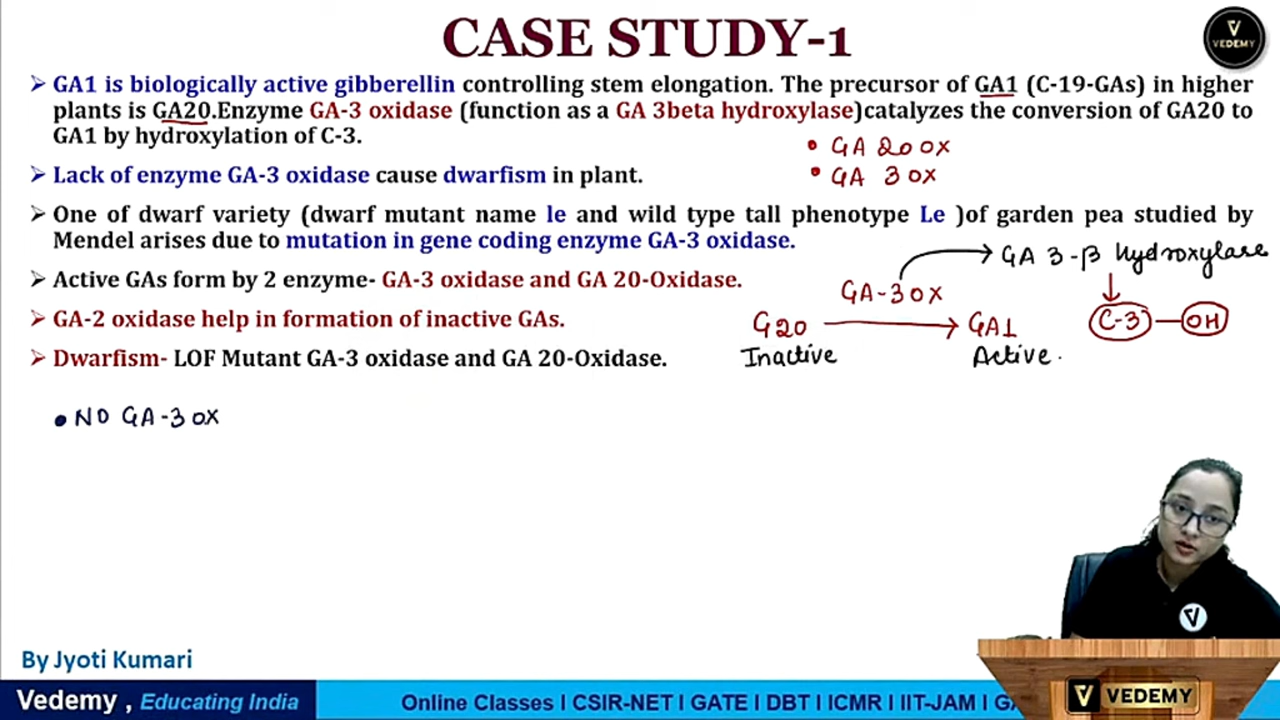 CASE STUDY-1
V
VEDEMY
➢ GA1 is biologically active gibberellin controlling stem elongation. The precursor of GA1 (C-19-GAs) in higher
plants is GA20.Enzyme GA-3 oxidase (function as a GA 3beta hydroxylase)catalyzes the conversion of GA20 to
GA1 by hydroxylation of C-3.
• GA 20 OX
➢ Lack of enzyme GA-3 oxidase cause dwarfism in plant.
• GA 3 OX
➢ One of dwarf variety (dwarf mutant name le and wild type tall phenotype Le )of garden pea studied by
Mendel arises due to mutation in gene coding enzyme GA-3 oxidase.
GA 3-β Hydroxylase
➢ Active GAs form by 2 enzyme- GA-3 oxidase and GA 20-Oxidase.
GA-3 OX
➢ GA-2 oxidase help in formation of inactive GAs.
G20 → GA1
C-3 — OH
➢ Dwarfism- LOF Mutant GA-3 oxidase and GA 20-Oxidase.
Inactive Active.
• NO GA-3 OX
V
By Jyoti Kumari
Vedemy , Educating India
Online Classes I CSIR-NET I GATE I DBT I ICMR I IIT-JAM I
V VEDEMY